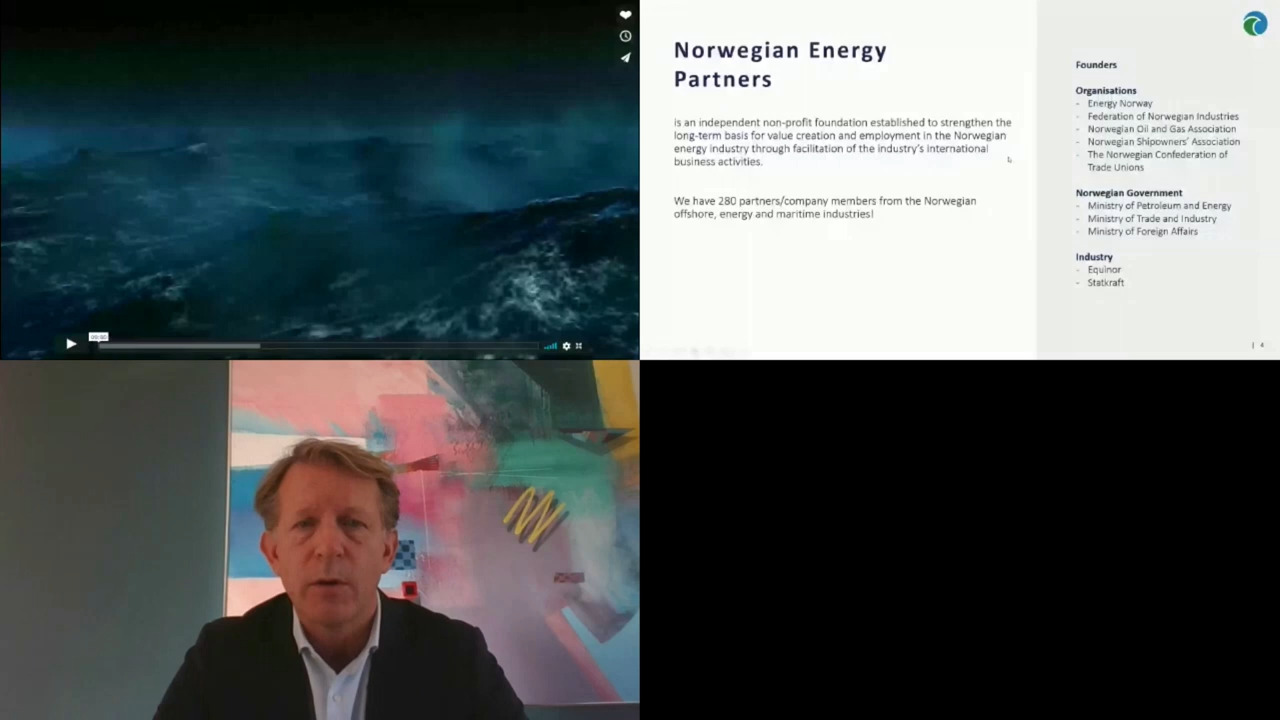 00:00
Norwegian Energy
Partners
is an independent non-profit foundation established to strengthen the
long-term basis for value creation and employment in the Norwegian
energy industry through facilitation of the industry's international
business activities.
We have 280 partners/company members from the Norwegian
offshore, energy and maritime industries!
Founders
Organisations
- Energy Norway
- Federation of Norwegian Industries
- Norwegian Oil and Gas Association
- Norwegian Shipowners' Association
- The Norwegian Confederation of
Trade Unions
Norwegian Government
- Ministry of Petroleum and Energy
- Ministry of Trade and Industry
- Ministry of Foreign Affairs
Industry
- Equinor
- Statkraft
| 4